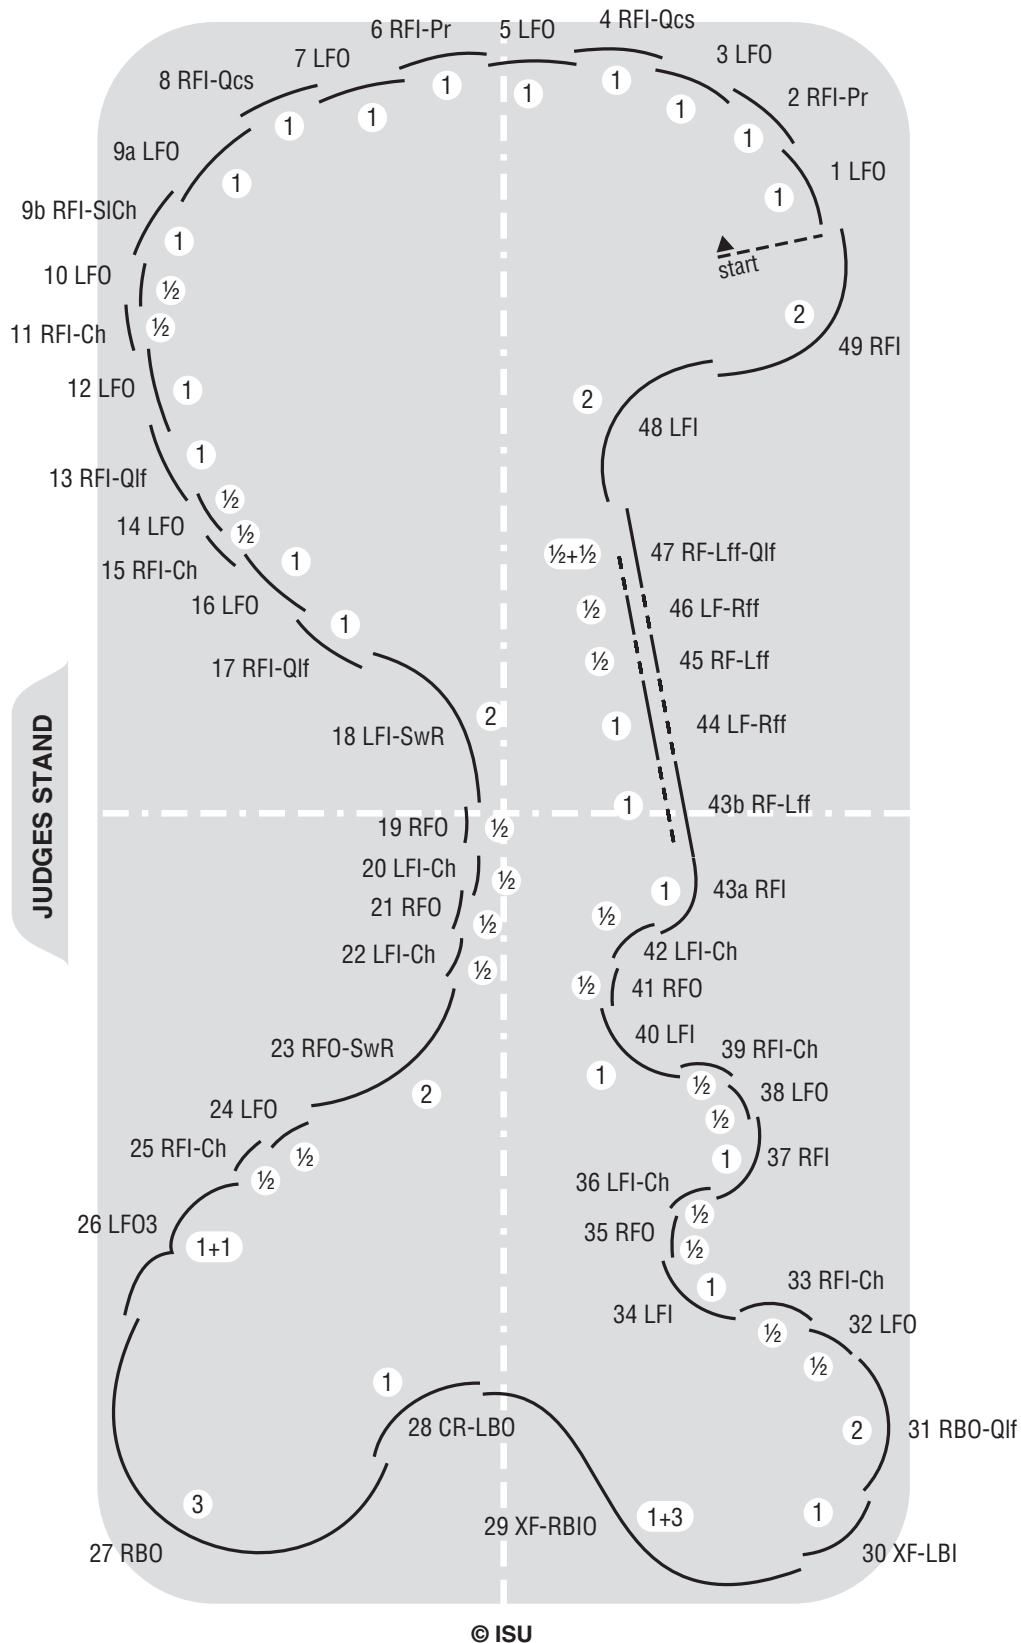 6 RFI-Pr
5 LFO
4 RFI-Qcs
7 LFO
3 LFO
8 RFI-Qcs
2 RFI-Pr
1
1
1
1
1
1
1
9a LFO
1 LFO
1
1
9b RFI-SlCh
1
start
10 LFO
½
2
11 RFI-Ch
½
49 RFI
12 LFO
1
2
48 LFI
13 RFI-Qlf
1
½
14 LFO
½
15 RFI-Ch
1
½+½
47 RF-Lff-Qlf
16 LFO
1
½
46 LF-Rff
17 RFI-Qlf
½
45 RF-Lff
18 LFI-SwR
2
1
44 LF-Rff
JUDGES STAND
19 RFO
½
1
43b RF-Lff
20 LFI-Ch
½
1
43a RFI
21 RFO
½
½
22 LFI-Ch
½
42 LFI-Ch
½
41 RFO
23 RFO-SwR
2
40 LFI
39 RFI-Ch
1
½
38 LFO
24 LFO
½
½
25 RFI-Ch
½
1
37 RFI
36 LFI-Ch
½
26 LFO3
1+1
35 RFO
½
1
33 RFI-Ch
34 LFI
½
32 LFO
½
1
28 CR-LBO
2
31 RBO-Qlf
3
29 XF-RBIO
1+3
1
27 RBO
30 XF-LBI
© ISU